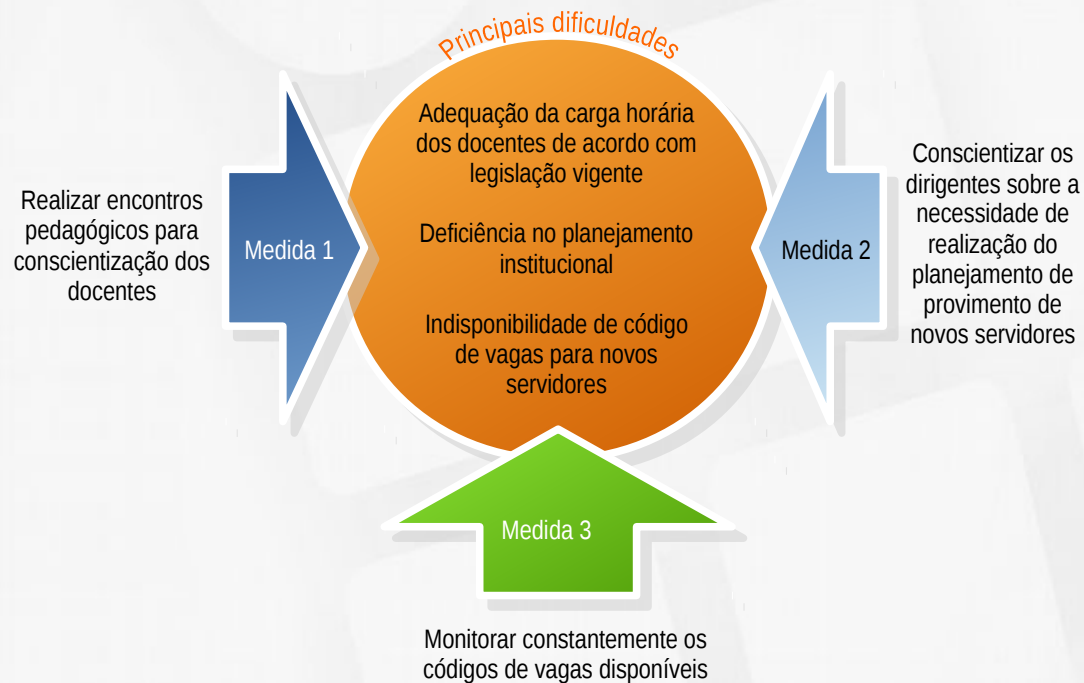 Principais dificuldades
Adequação da carga horária
dos docentes de acordo com
legislação vigente
Deficiência no planejamento
institucional
Indisponibilidade de código
de vagas para novos
servidores
Realizar encontros
pedagógicos para
conscientização dos
docentes
Medida 1
Medida 2
Conscientizar os
dirigentes sobre a
necessidade de
realização do
planejamento de
provimento de
novos servidores
Medida 3
Monitorar constantemente os
códigos de vagas disponíveis